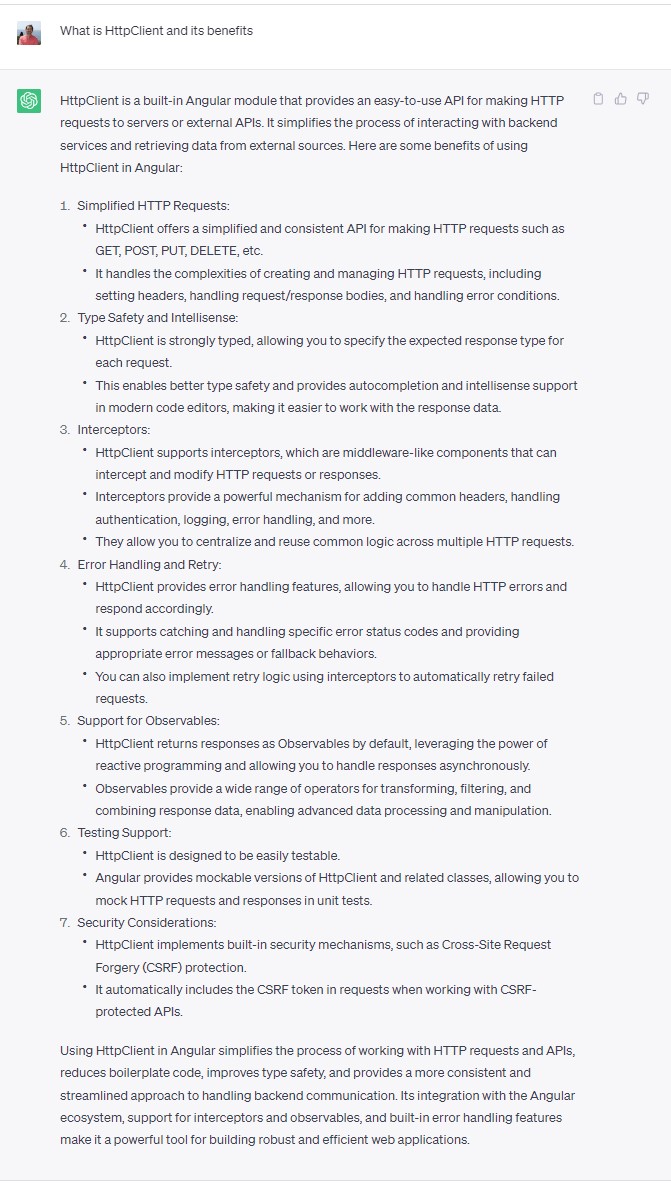 What is HttpClient and its benefits
HttpClient is a built-in Angular module that provides an easy-to-use API for making HTTP
requests to servers or external APIs. It simplifies the process of interacting with backend
services and retrieving data from external sources. Here are some benefits of using
HttpClient in Angular:
1. Simplified HTTP Requests:
• HttpClient offers a simplified and consistent API for making HTTP requests such as
GET, POST, PUT, DELETE, etc.
• It handles the complexities of creating and managing HTTP requests, including
setting headers, handling request/response bodies, and handling error conditions.
2. Type Safety and Intellisense:
• HttpClient is strongly typed, allowing you to specify the expected response type for
each request.
• This enables better type safety and provides autocompletion and intellisense support
in modern code editors, making it easier to work with the response data.
3. Interceptors:
• HttpClient supports interceptors, which are middleware-like components that can
intercept and modify HTTP requests or responses.
• Interceptors provide a powerful mechanism for adding common headers, handling
authentication, logging, error handling, and more.
• They allow you to centralize and reuse common logic across multiple HTTP requests.
4. Error Handling and Retry:
• HttpClient provides error handling features, allowing you to handle HTTP errors and
respond accordingly.
• It supports catching and handling specific error status codes and providing
appropriate error messages or fallback behaviors.
• You can also implement retry logic using interceptors to automatically retry failed
requests.
5. Support for Observables:
• HttpClient returns responses as Observables by default, leveraging the power of
reactive programming and allowing you to handle responses asynchronously.
• Observables provide a wide range of operators for transforming, filtering, and
combining response data, enabling advanced data processing and manipulation.
6. Testing Support:
• HttpClient is designed to be easily testable.
• Angular provides mockable versions of HttpClient and related classes, allowing you to
mock HTTP requests and responses in unit tests.
7. Security Considerations:
• HttpClient implements built-in security mechanisms, such as Cross-Site Request
Forgery (CSRF) protection.
• It automatically includes the CSRF token in requests when working with CSRF-
protected APIs.
Using HttpClient in Angular simplifies the process of working with HTTP requests and APIs,
reduces boilerplate code, improves type safety, and provides a more consistent and
streamlined approach to handling backend communication. Its integration with the Angular
ecosystem, support for interceptors and observables, and built-in error handling features
make it a powerful tool for building robust and efficient web applications.